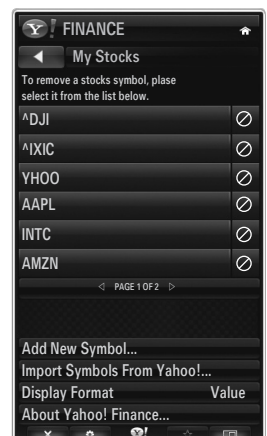 Y! FINANCE
My Stocks
To remove a stocks symbol, plase
select it from the list below.
^DJI
^IXIC
YHOO
AAPL
INTC
AMZN
PAGE 1 OF 2
Add New Symbol...
Import Symbols From Yahoo!...
Display Format Value
About Yahoo! Finance...
Y!